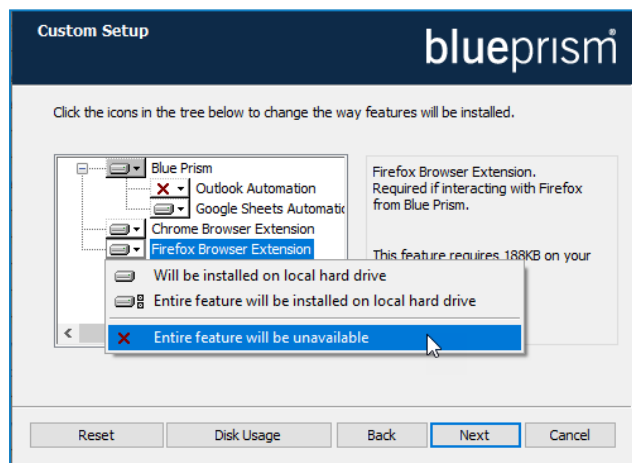 Custom Setup
blueprism
Click the icons in the tree below to change the way features will be installed.
Blue Prism
Outlook Automation
Google Sheets Automatic
Chrome Browser Extension
Firefox Browser Extension
Firefox Browser Extension.
Required if interacting with Firefox
from Blue Prism.
This feature requires 188KB on your
Will be installed on local hard drive
Entire feature will be installed on local hard drive
Entire feature will be unavailable
Reset
Disk Usage
Back
Next
Cancel